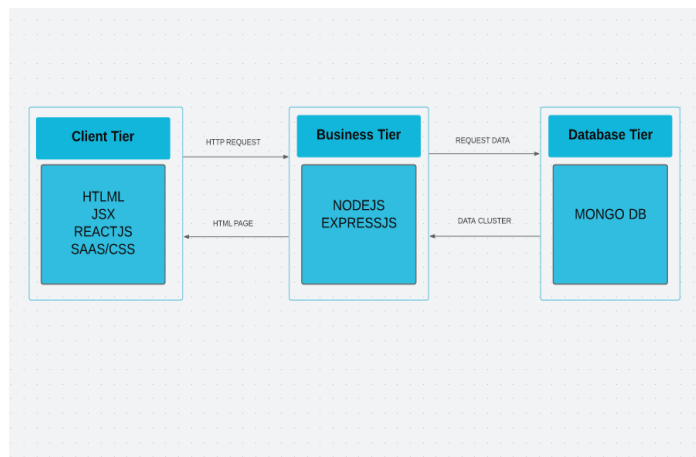 Client Tier
HTLML
JSX
REACTJS
SAAS/CSS
HTTP REQUEST
HTML PAGE
Business Tier
NODEJS
EXPRESSJS
REQUEST DATA
DATA CLUSTER
Database Tier
MONGO DB